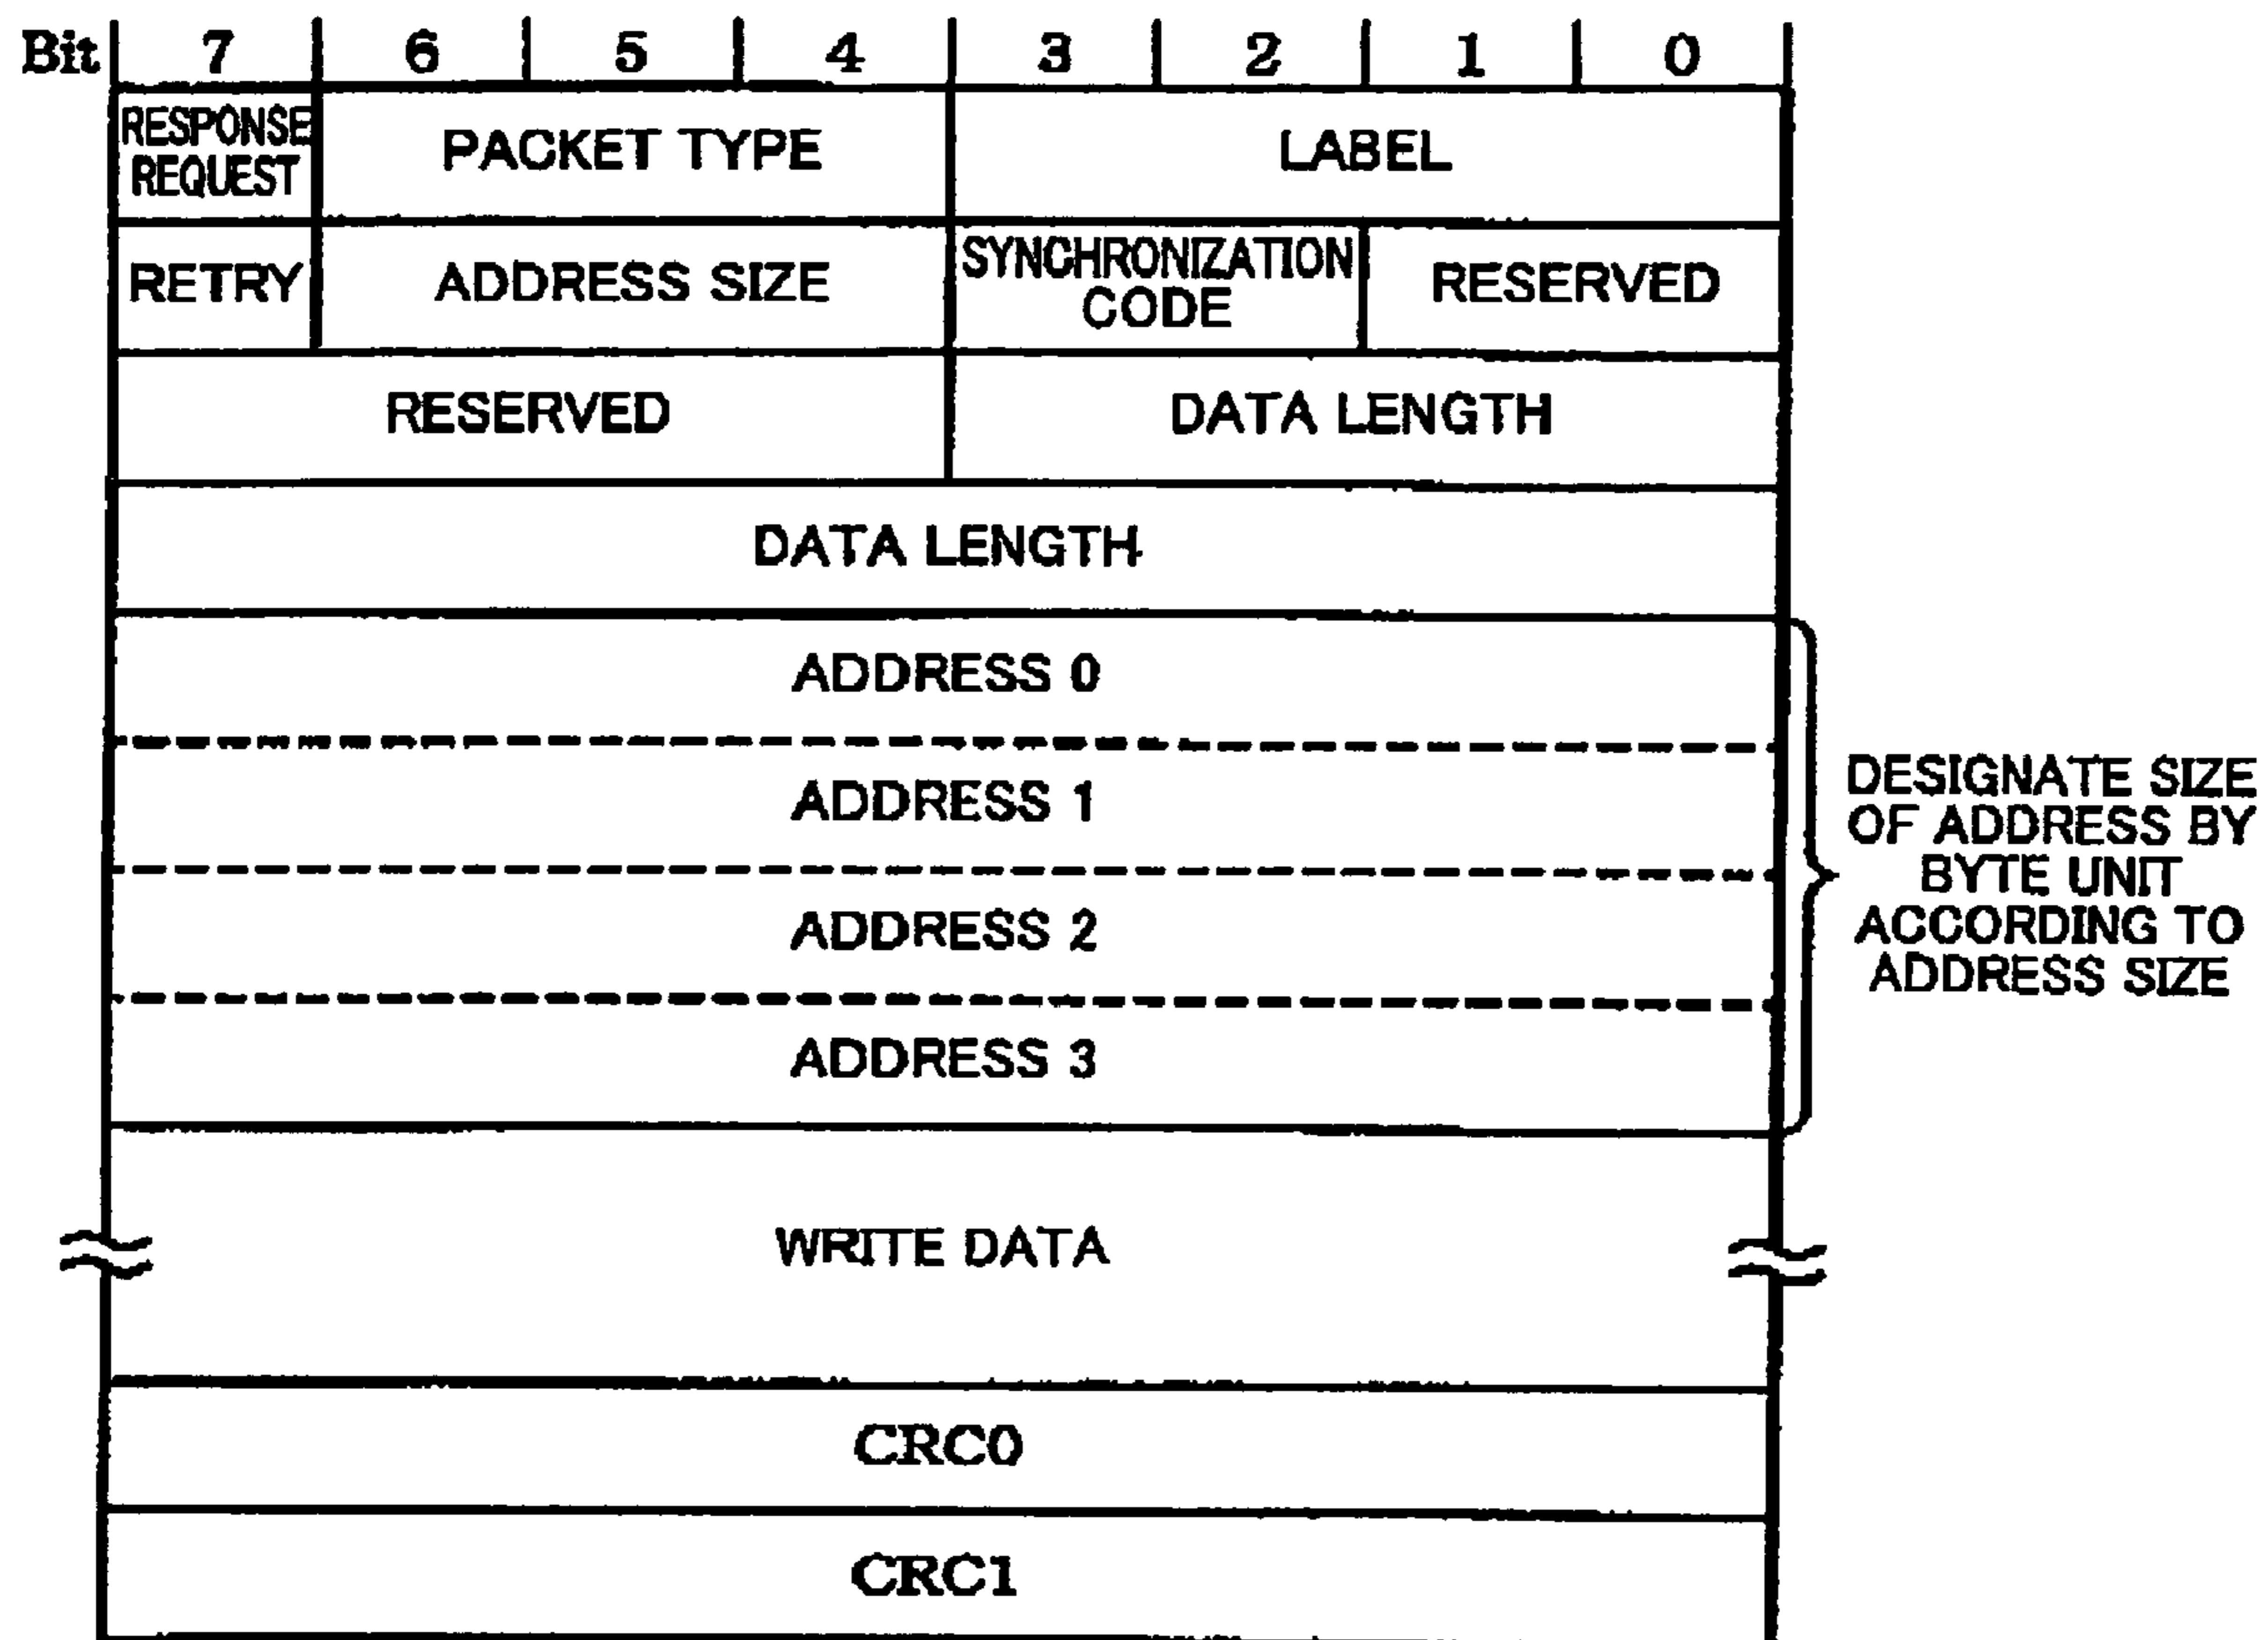 Bit 7 6 5 4 3 2 1 0
RESPONSE
REQUEST
PACKET TYPE
LABEL
RETRY
ADDRESS SIZE
SYNCHRONIZATION
CODE
RESERVED
RESERVED
DATA LENGTH
DATA LENGTH
ADDRESS 0
ADDRESS 1
ADDRESS 2
ADDRESS 3
DESIGNATE SIZE
OF ADDRESS BY
BYTE UNIT
ACCORDING TO
ADDRESS SIZE
WRITE DATA
CRC0
CRC1